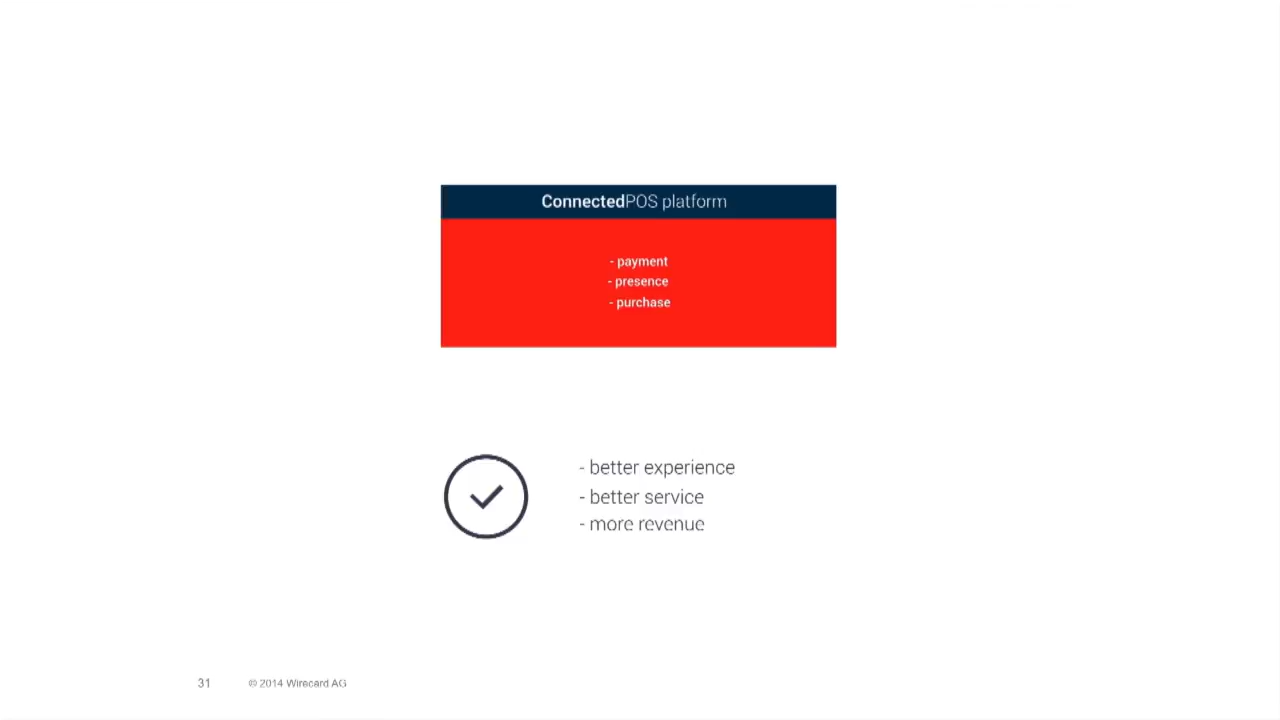 ConnectedPOS platform
- payment
- presence
- purchase
- better experience
- better service
- more revenue
31 © 2014 Wirecard AG